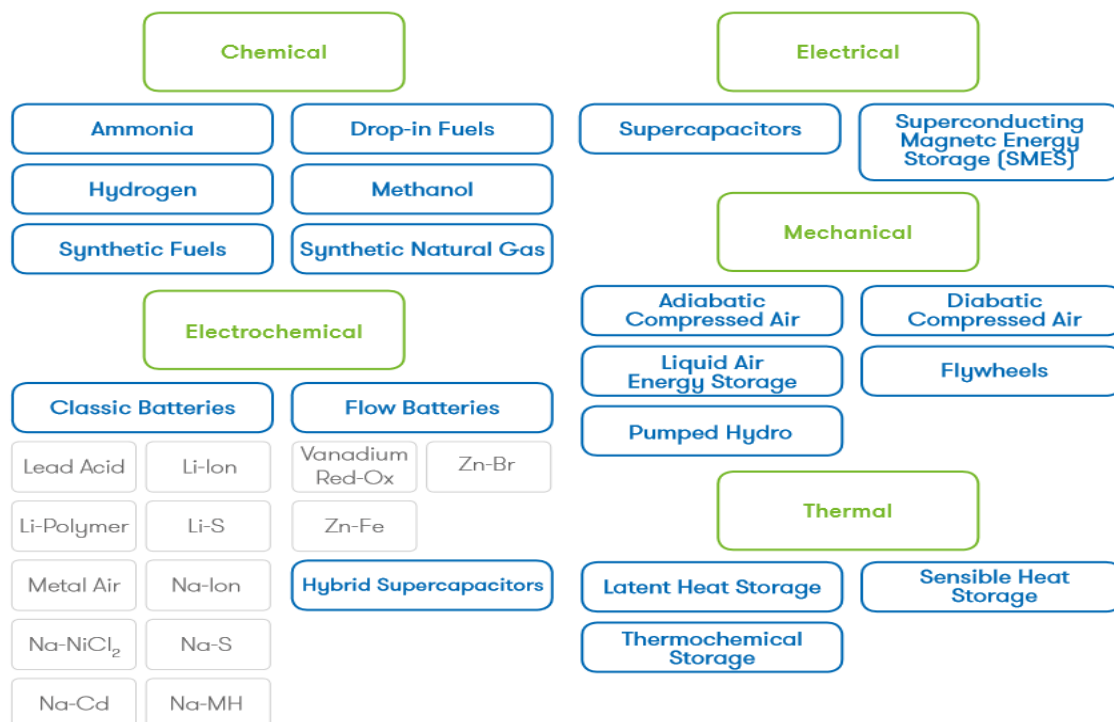 Chemical
Ammonia
Drop-in Fuels
Hydrogen
Methanol
Synthetic Fuels
Synthetic Natural Gas
Electrochemical
Classic Batteries
Flow Batteries
Lead Acid
Li-Ion
Vanadium
Red-Ox
Zn-Br
Li-Polymer
Li-S
Zn-Fe
Metal Air
Na-Ion
Hybrid Supercapacitors
Na-NiCl₂
Na-S
Na-Cd
Na-MH
Electrical
Supercapacitors
Superconducting
Magnetc Energy
Storage (SMES)
Mechanical
Adiabatic
Compressed Air
Diabatic
Compressed Air
Liquid Air
Energy Storage
Flywheels
Pumped Hydro
Thermal
Latent Heat Storage
Sensible Heat
Storage
Thermochemical
Storage